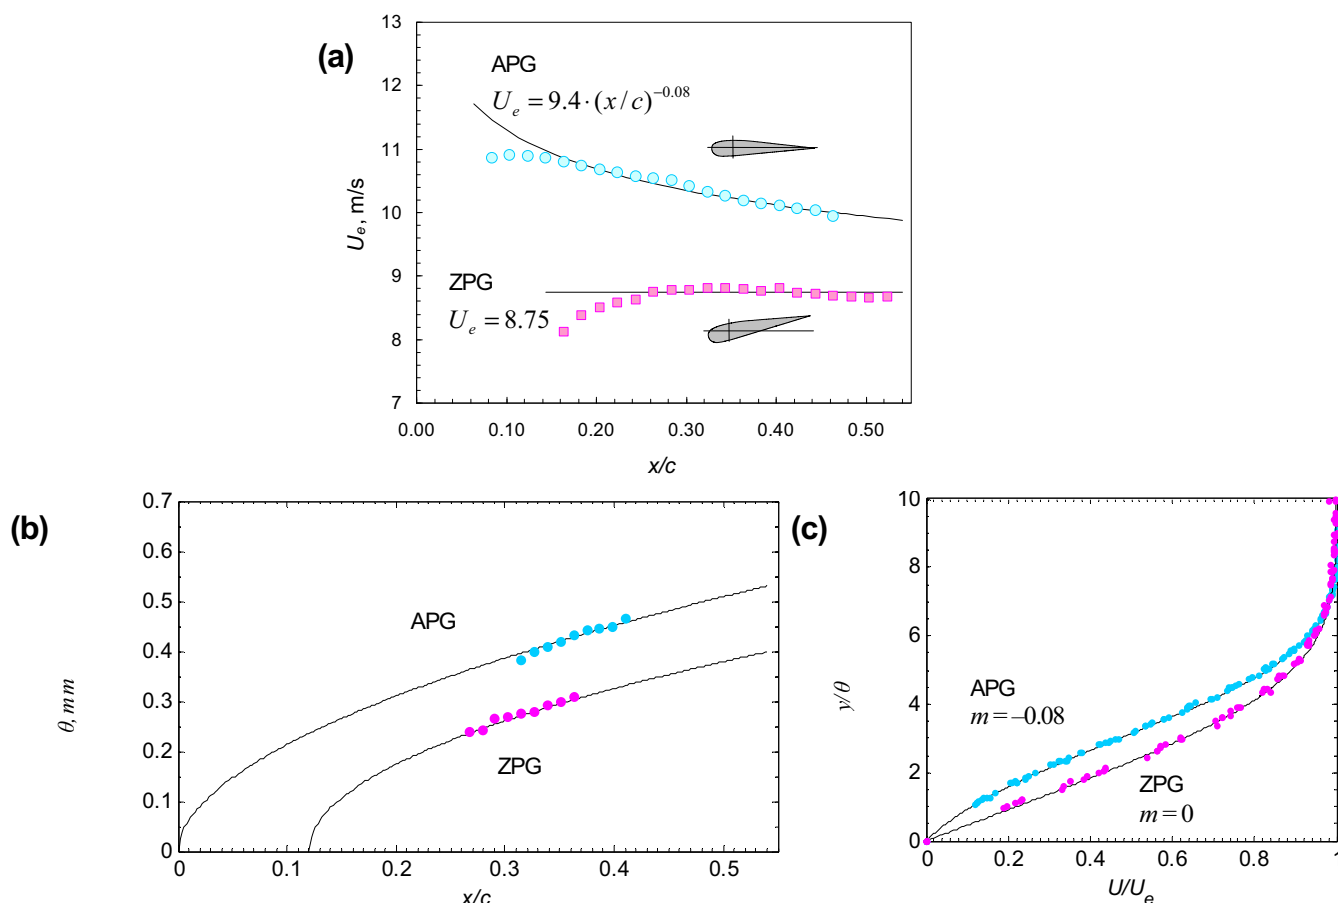 (a)
13
12
11
10
9
8
7
U_e, m/s
APG
U_e = 9.4 · (x/c)^{-0.08}
ZPG
U_e = 8.75
0.00 0.10 0.20 0.30 0.40 0.50
x/c
(b)
0.7
0.6
0.5
0.4
0.3
0.2
0.1
0
θ, mm
APG
ZPG
0 0.1 0.2 0.3 0.4 0.5
x/c
(c)
10
8
6
4
2
0
y/θ
APG
m = –0.08
ZPG
m = 0
0 0.2 0.4 0.6 0.8 1
U/U_e